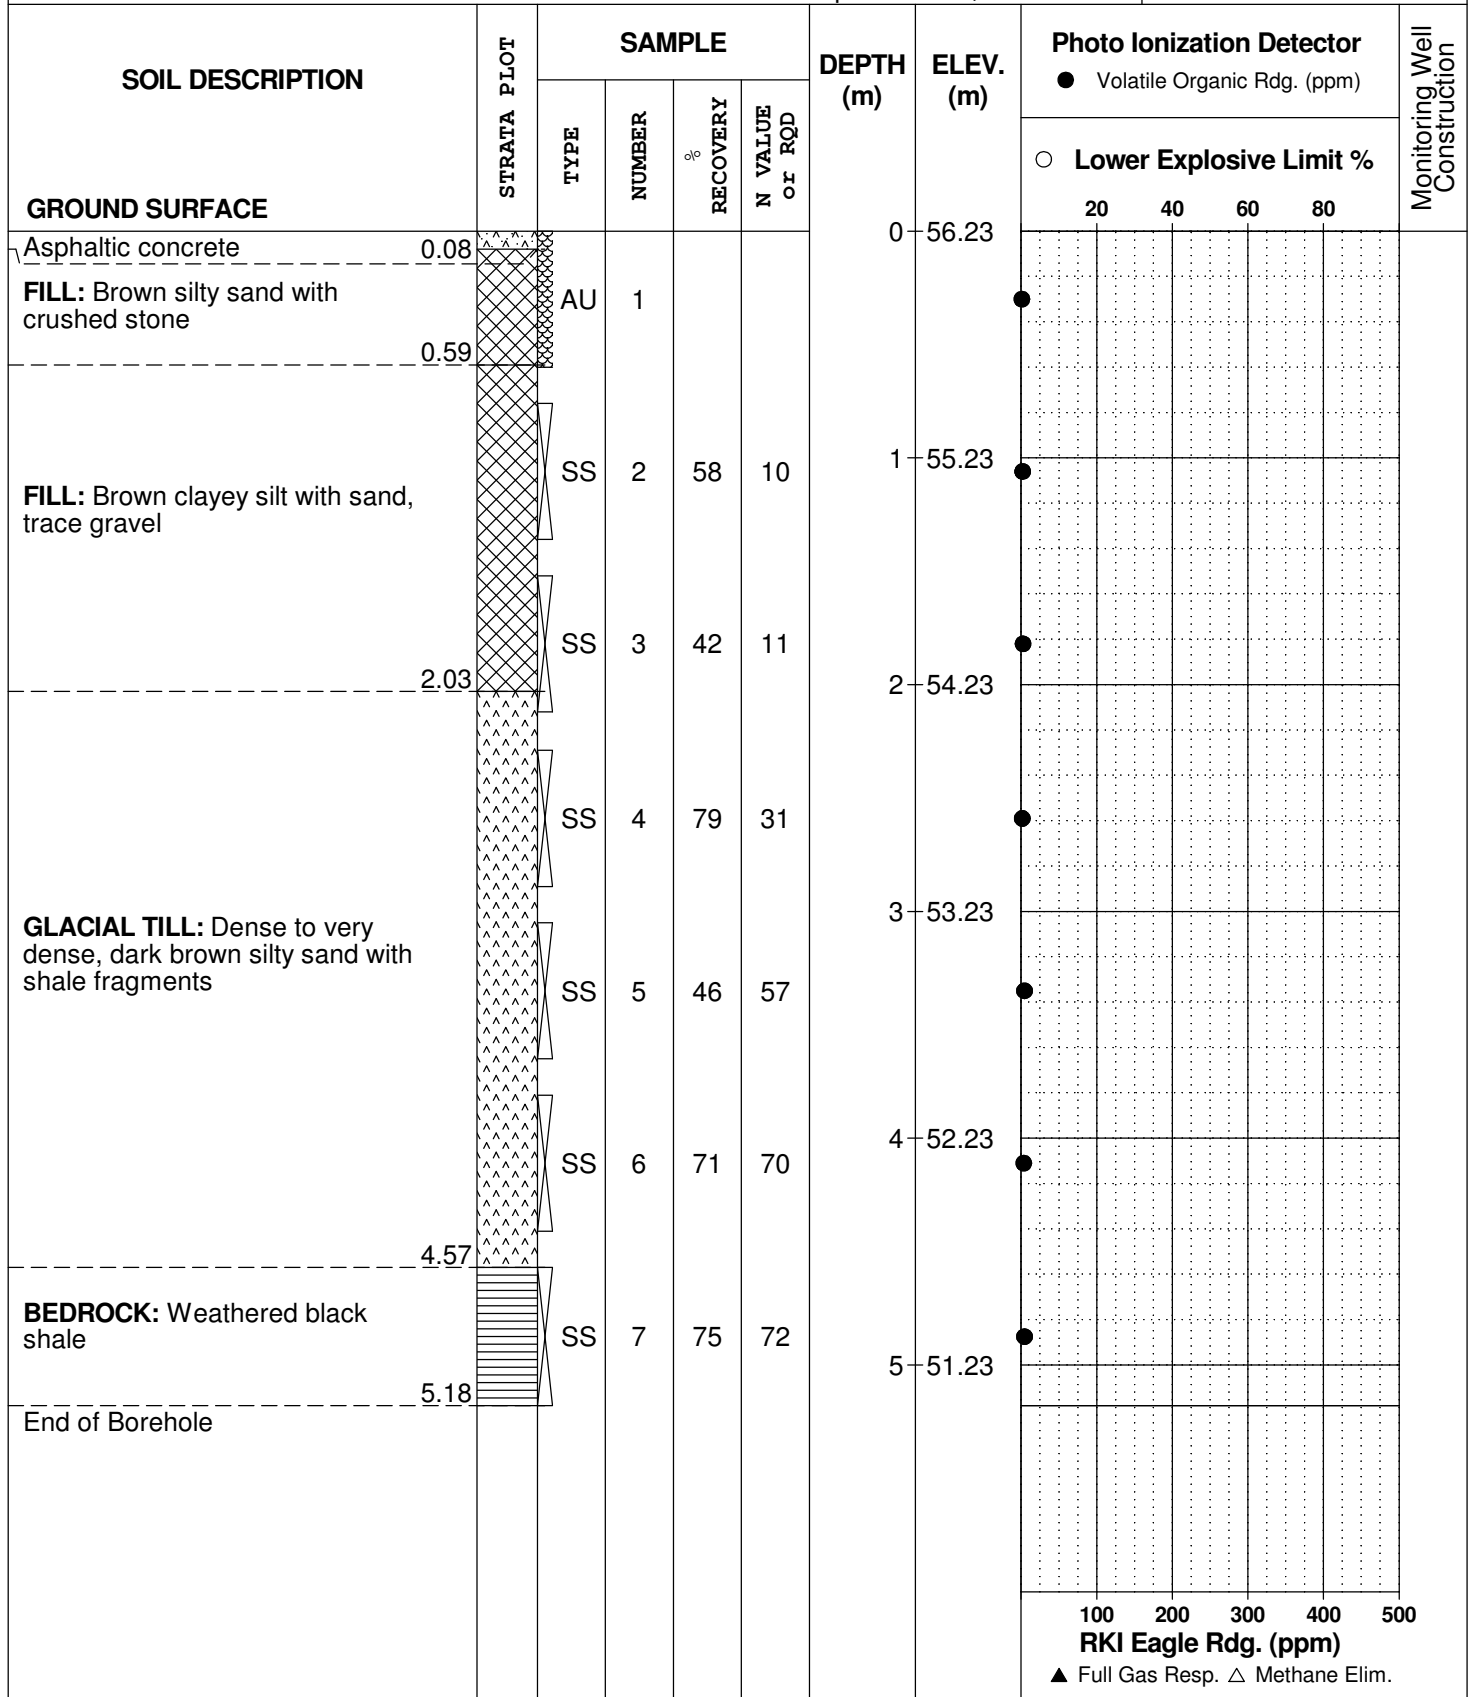 SOIL DESCRIPTION
GROUND SURFACE
STRATA PLOT
SAMPLE
TYPE
NUMBER
%
RECOVERY
N VALUE
or RQD
DEPTH
(m)
ELEV.
(m)
Photo Ionization Detector
● Volatile Organic Rdg. (ppm)
○ Lower Explosive Limit %
20 40 60 80
Monitoring Well
Construction
0 56.23
Asphaltic concrete 0.08
FILL: Brown silty sand with
crushed stone
0.59
AU 1
SS 2 58 10
1 55.23
FILL: Brown clayey silt with sand,
trace gravel
SS 3 42 11
2.03
2 54.23
SS 4 79 31
3 53.23
GLACIAL TILL: Dense to very
dense, dark brown silty sand with
shale fragments
SS 5 46 57
4 52.23
SS 6 71 70
4.57
BEDROCK: Weathered black
shale
SS 7 75 72
5 51.23
5.18
End of Borehole
100 200 300 400 500
RKI Eagle Rdg. (ppm)
▲ Full Gas Resp. △ Methane Elim.